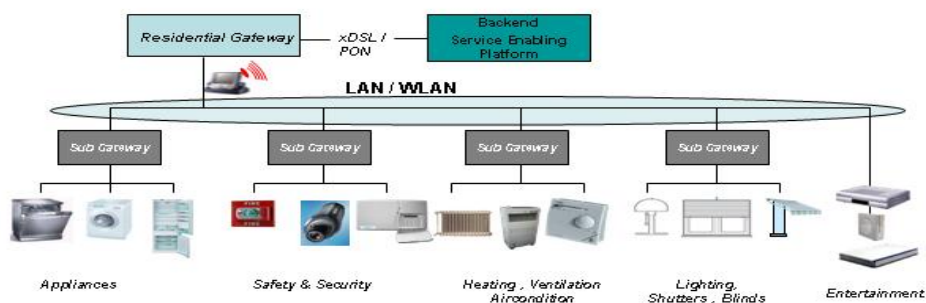 Residential Gateway
xDSL /
PON
Backend
Service Enabling
Platform
LAN / WLAN
Sub Gateway
Sub Gateway
Sub Gateway
Sub Gateway
FIRE
Appliances
Safety & Security
Heating , Ventilation
Aircondition
Lighting,
Shutters , Blinds
Entertainment